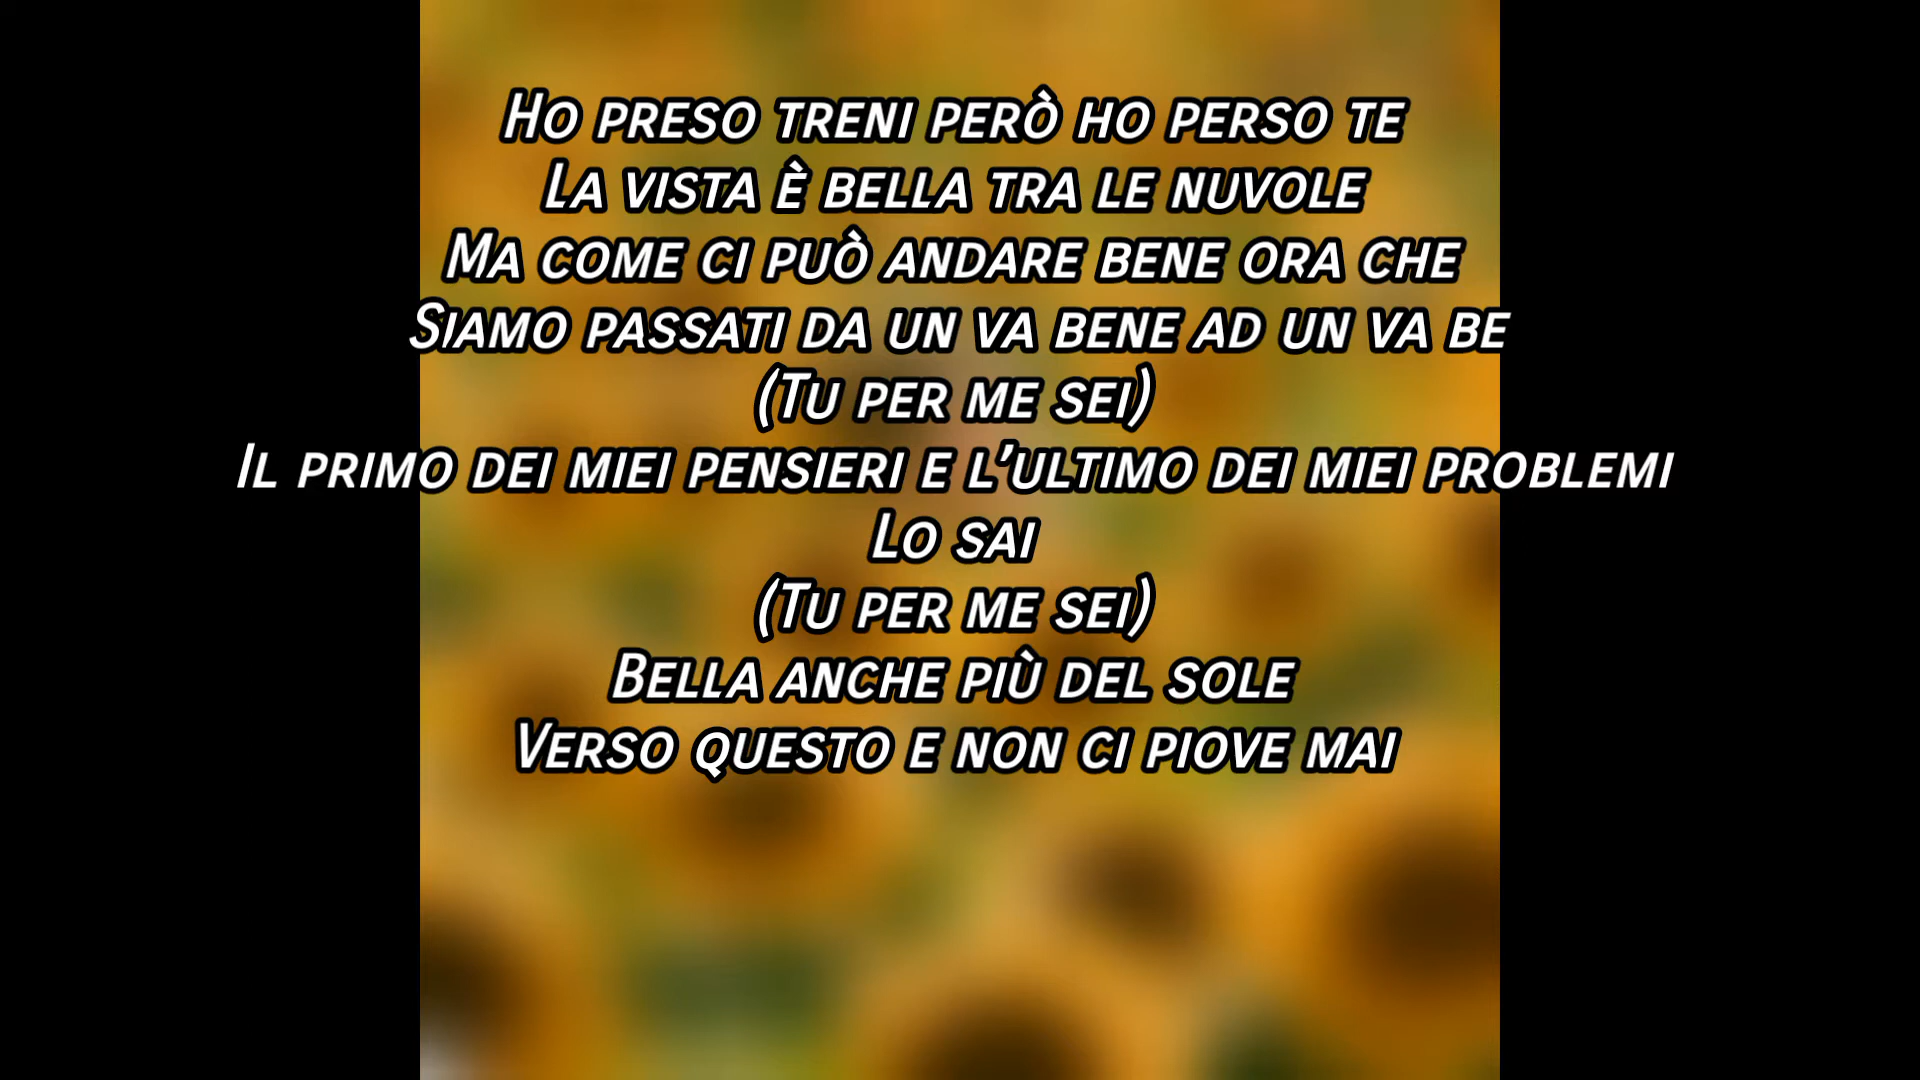 Ho preso treni però ho perso te
La vista è bella tra le nuvole
Ma come ci può andare bene ora che
Siamo passati da un va bene ad un va be
(Tu per me sei)
Il primo dei miei pensieri e l’ultimo dei miei problemi
Lo sai
(Tu per me sei)
Bella anche più del sole
Verso questo e non ci piove mai